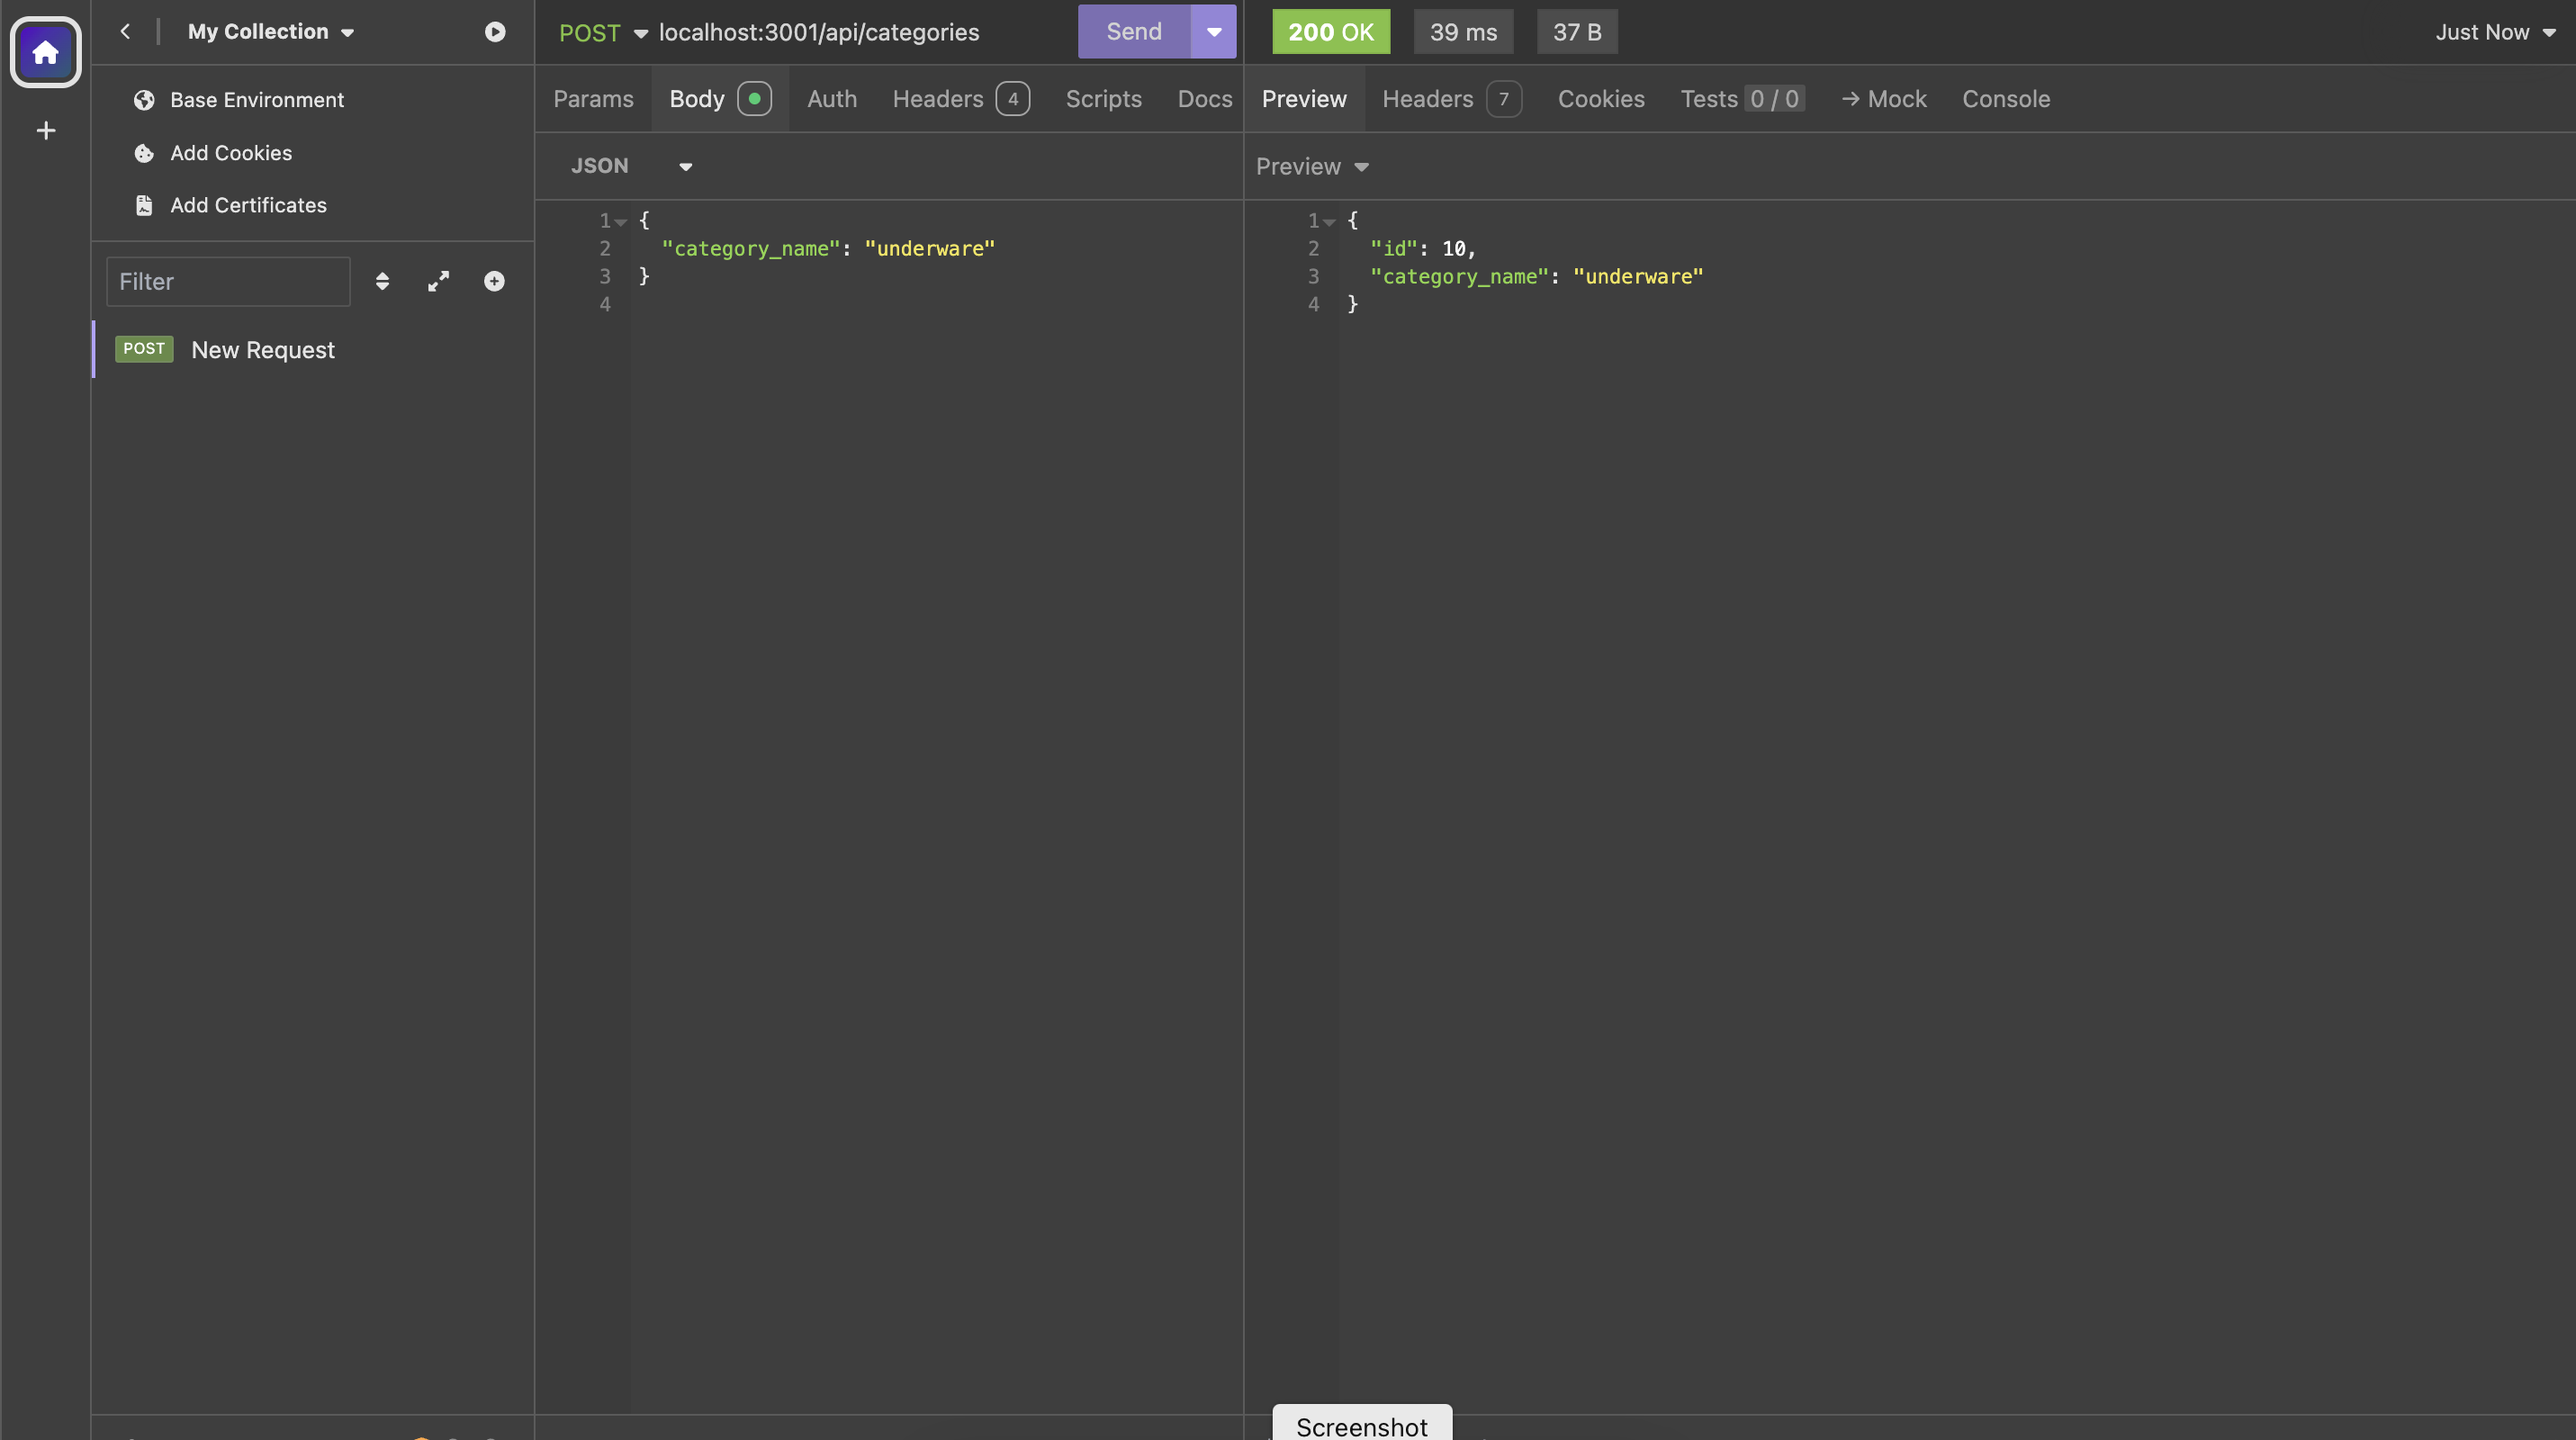 My Collection
POST localhost:3001/api/categories Send
200 OK 39 ms 37 B Just Now
Base Environment
Add Cookies
Add Certificates
Filter
POST New Request
Params Body Auth Headers 4 Scripts Docs
JSON
1 {
2 "category_name": "underware"
3 }
4
Preview Headers 7 Cookies Tests 0 / 0 → Mock Console
Preview
1 {
2 "id": 10,
3 "category_name": "underware"
4 }
Screenshot